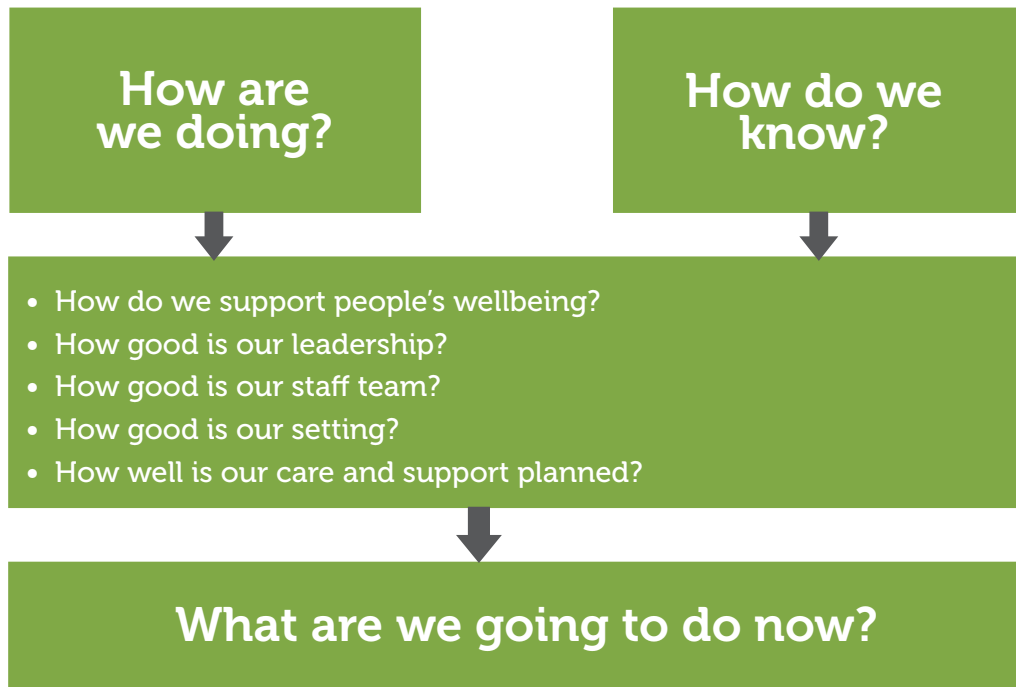 How are
we doing?
How do we
know?
• How do we support people’s wellbeing?
• How good is our leadership?
• How good is our staff team?
• How good is our setting?
• How well is our care and support planned?
What are we going to do now?